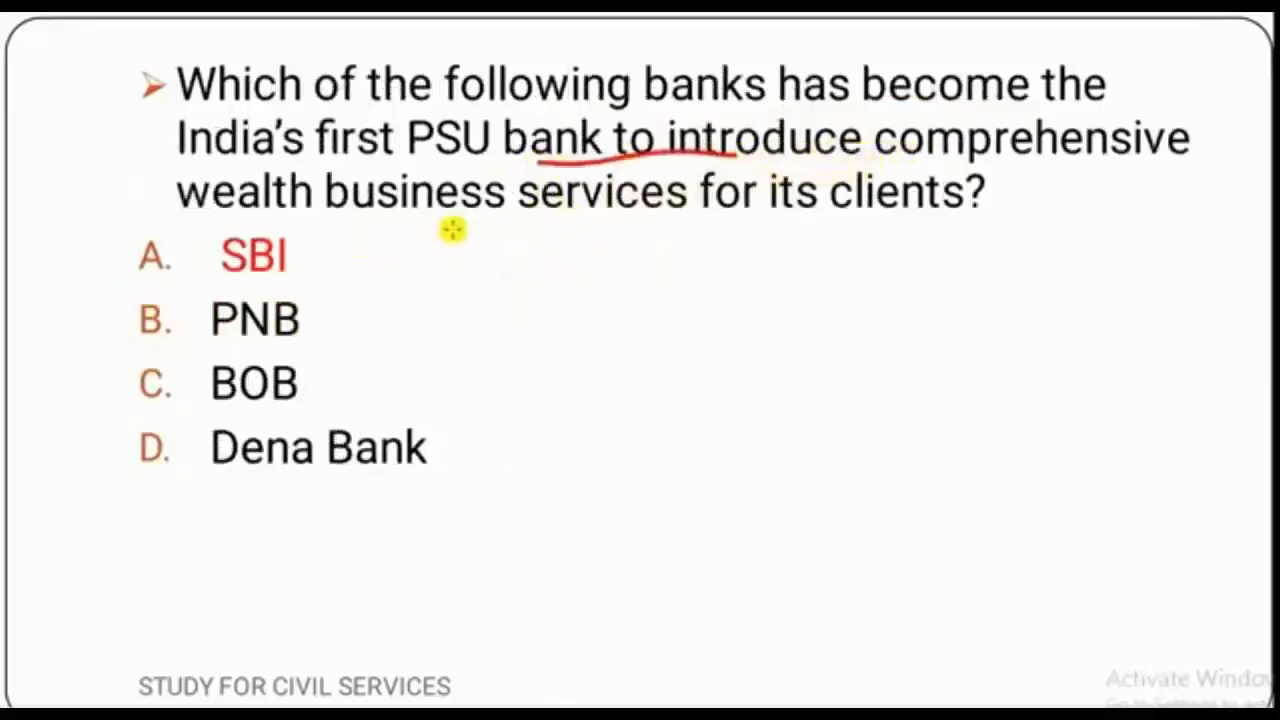 Which of the following banks has become the
India's first PSU bank to introduce comprehensive
wealth business services for its clients?
A. SBI
B. PNB
C. BOB
D. Dena Bank
STUDY FOR CIVIL SERVICES
Activate Window